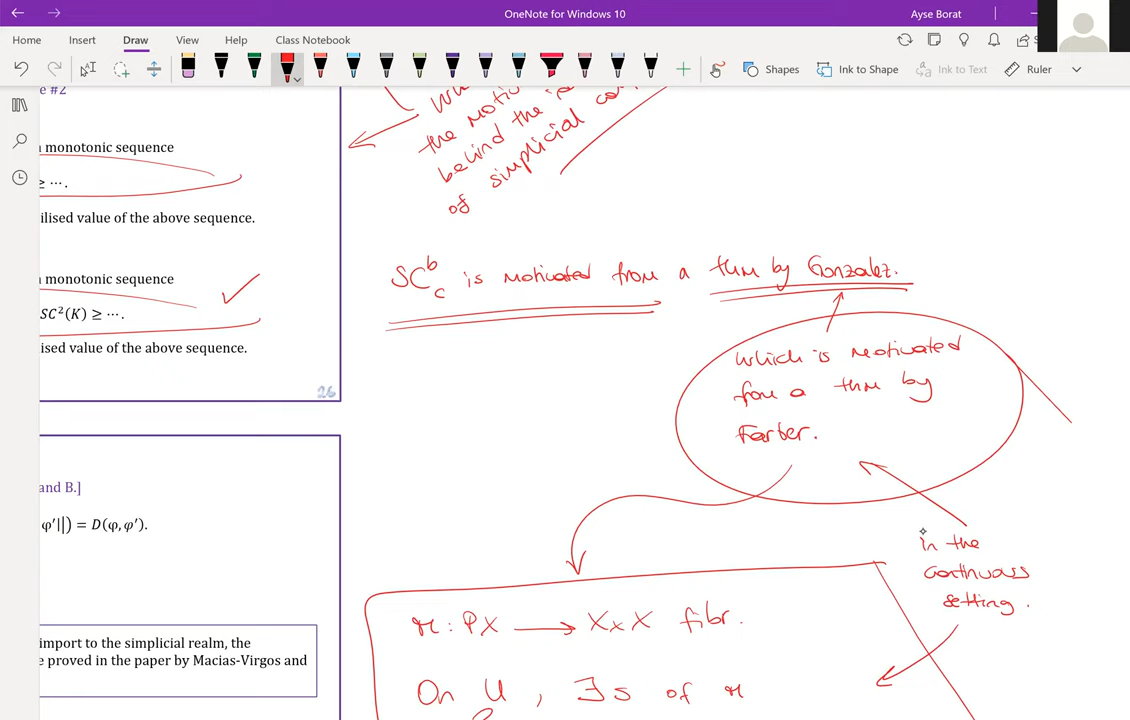 OneNote for Windows 10
Ayse Borat
Home Insert Draw View Help Class Notebook
Shapes Ink to Shape Ink to Text Ruler
e #2
n monotonic sequence
≥ ⋯.
ilised value of the above sequence.
n monotonic sequence
SC²(K) ≥ ⋯.
ised value of the above sequence.
26
and B.]
φ′||) = D(φ, φ′).
import to the simplicial realm, the
e proved in the paper by Macias-Virgos and
the motiv
behind the
of simplicial com
SC^b_c is motivated from a thm by Gonzalez.
which is motivated
from a thm by
Farber.
in the
continuous
setting.
π : PX ⟶ X×X fibr.
On U, ∃ s of π